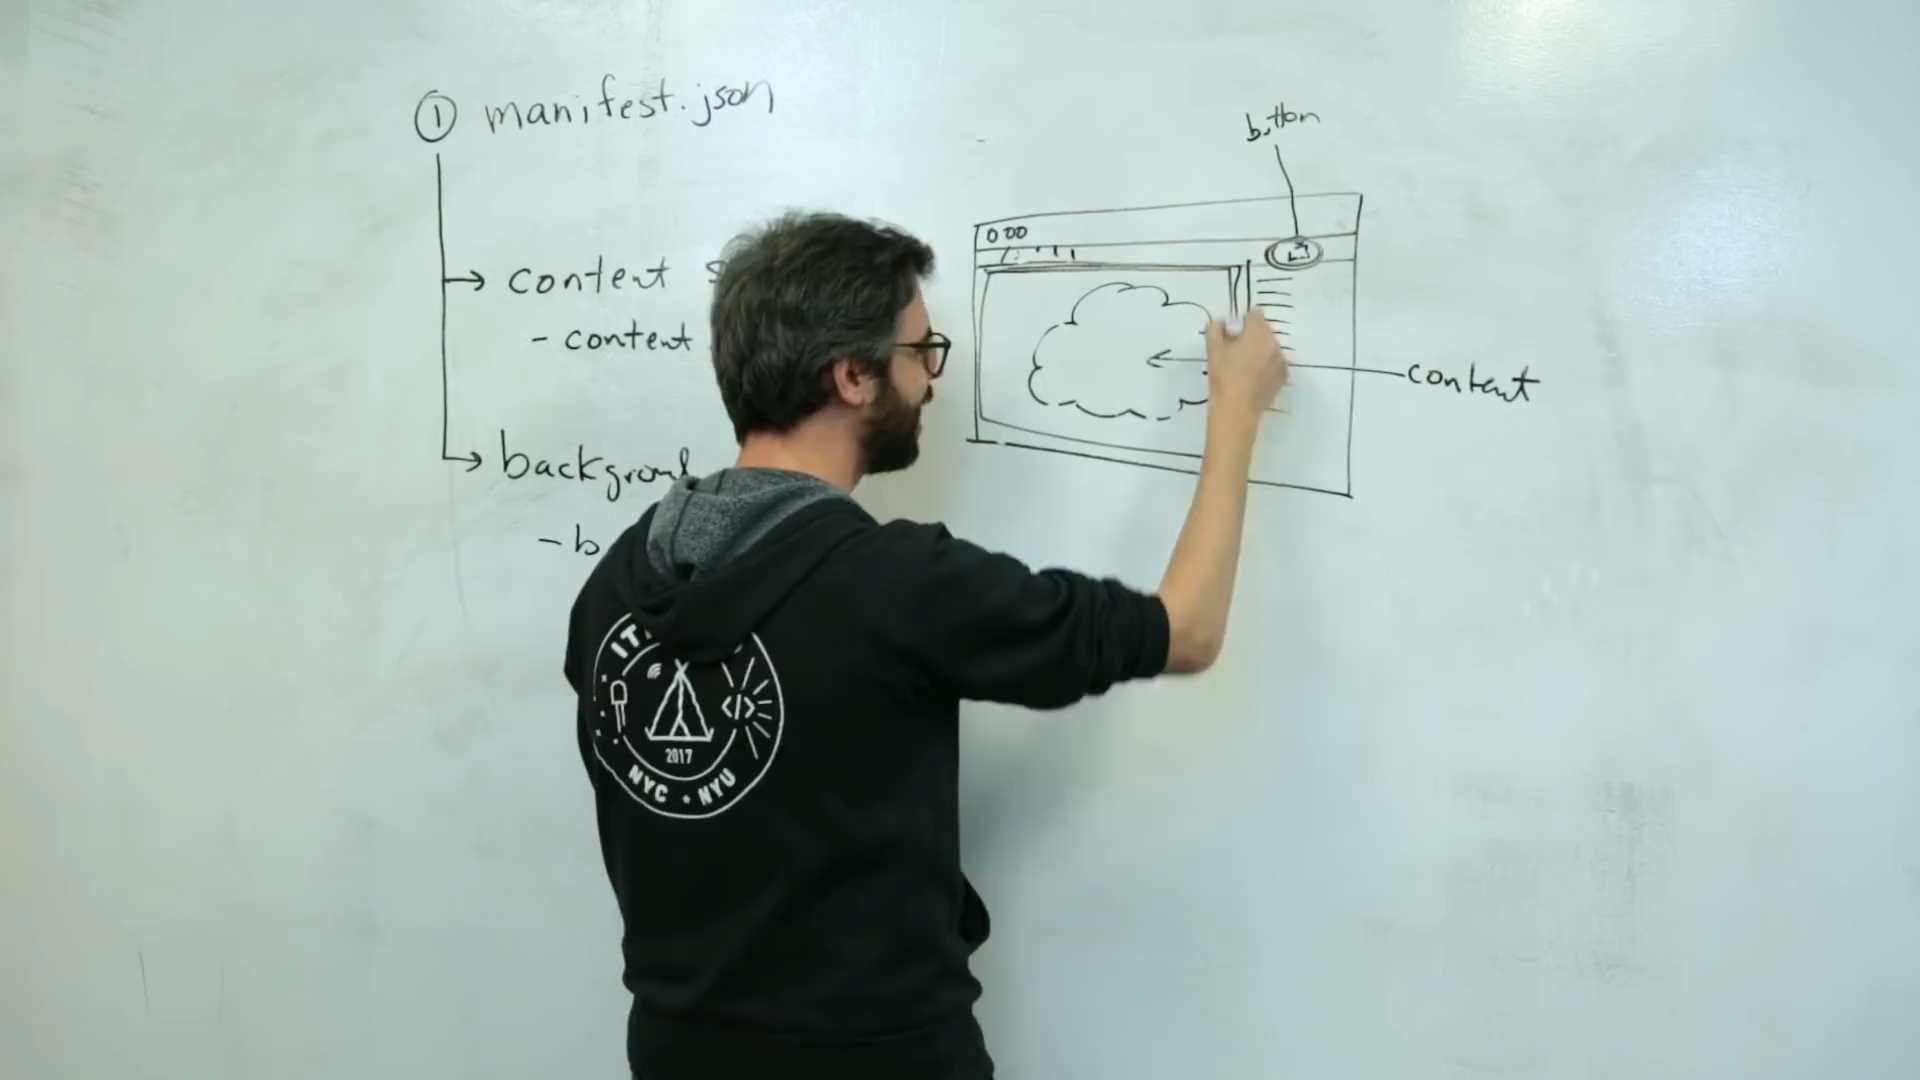 ① manifest.json
button
000
content
- content
content
background
- b
2017
NYC • NYU